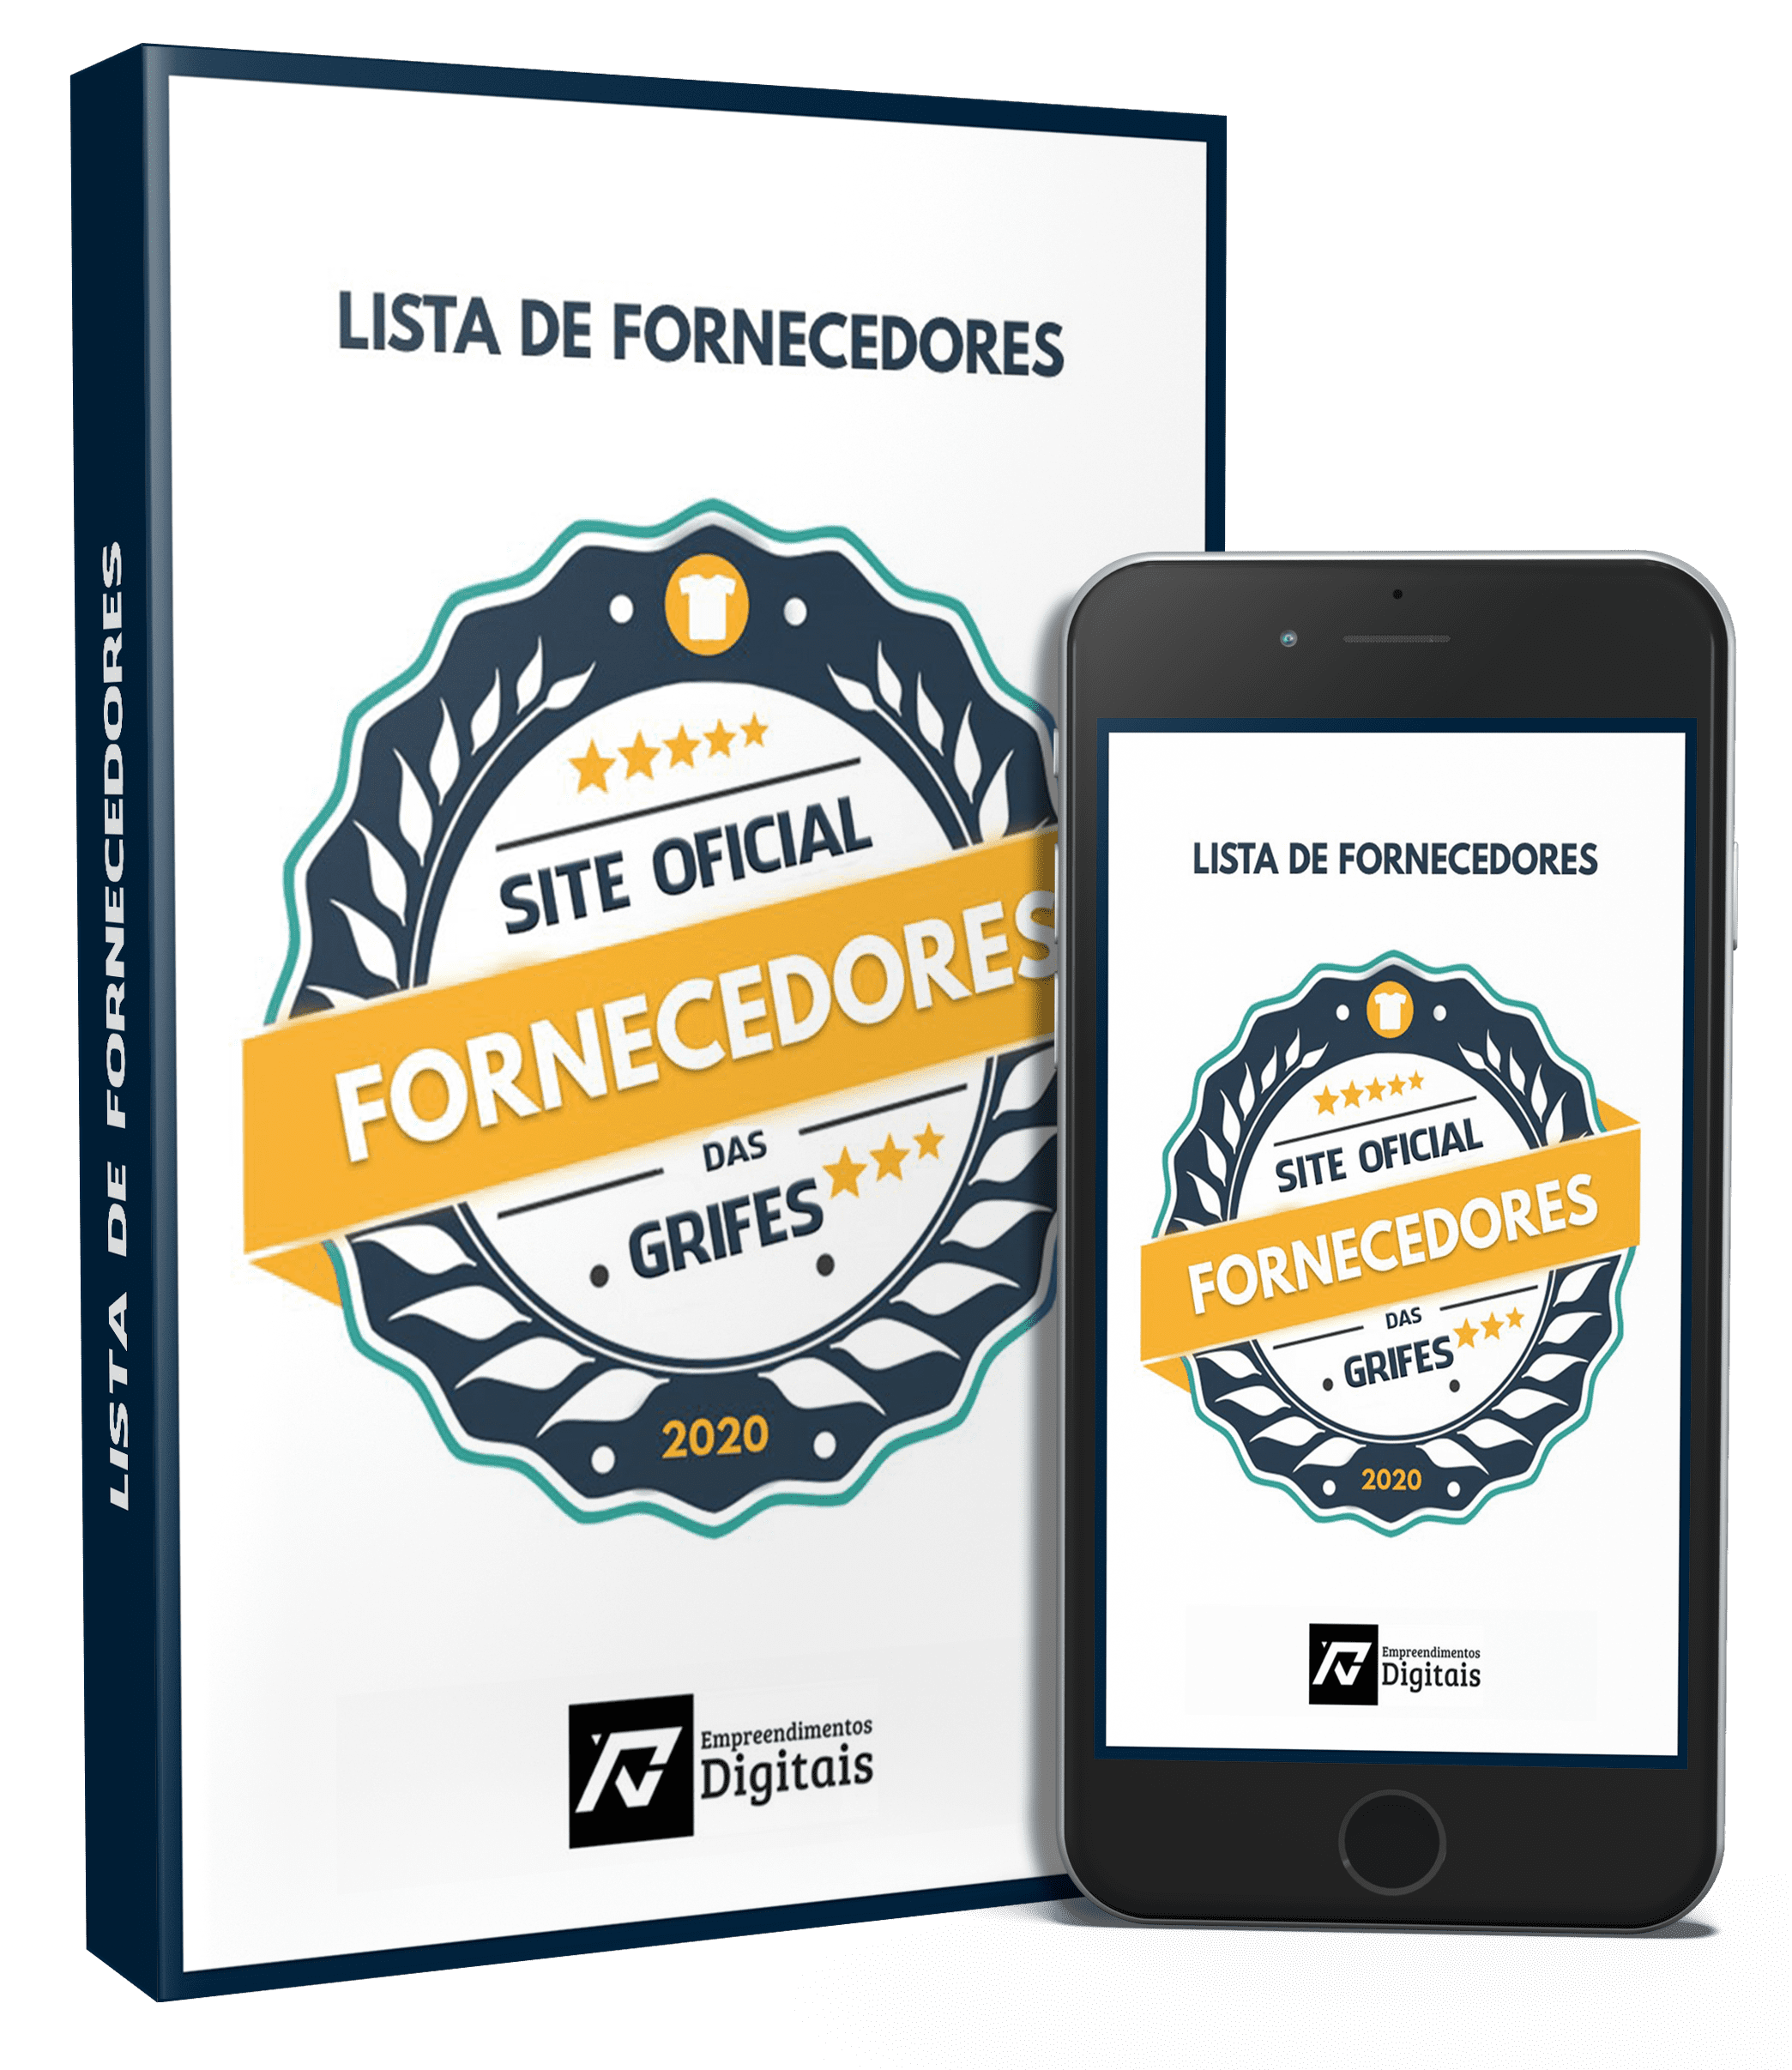 LISTA DE FORNECEDORES
LISTA DE FORNECEDORES
SITE OFICIAL
FORNECEDORES
DAS
GRIFES
2020
Empreendimentos
Digitais
LISTA DE FORNECEDORES
SITE OFICIAL
FORNECEDORES
DAS
GRIFES
2020
Empreendimentos
Digitais